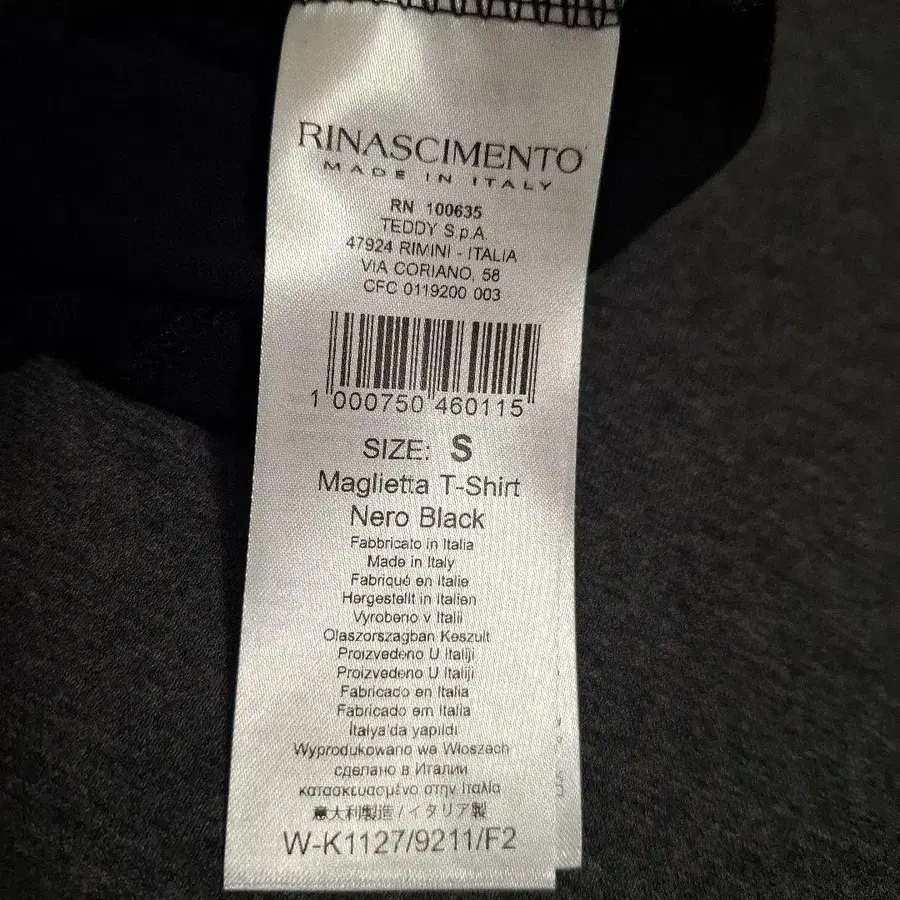 RINASCIMENTO
MADE IN ITALY
RN 100635
TEDDY S.p.A.
47924 RIMINI - ITALIA
VIA CORIANO, 58
CFC 0119200 003
1 000750 460115
SIZE: S
Maglietta T-Shirt
Nero Black
Fabbricato in Italia
Made in Italy
Fabriqué en Italie
Hergestellt in Italien
Vyrobeno v Italii
Olaszorszagban Keszult
Proizvedeno U Italiji
Proizvedeno U Italiji
Fabricado en Italia
Fabricado em Italia
İtalya'da yapıldı
Wyprodukowano we Wloszech
сделано в Италии
κατασκευασμένο στην Ιταλία
意大利製造 / イタリア製
W-K1127/9211/F2